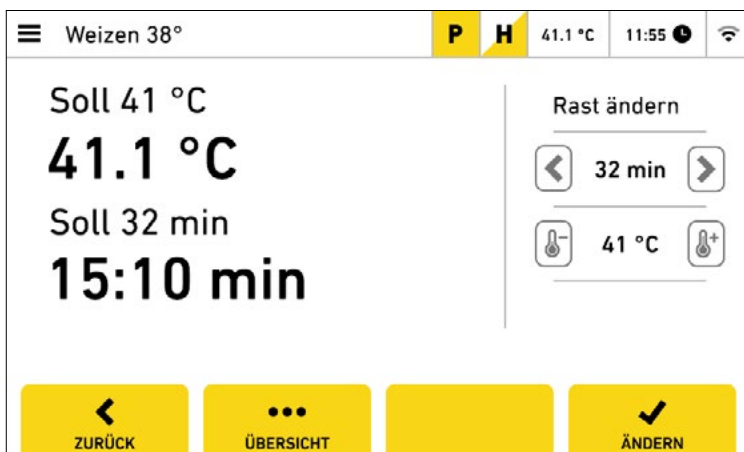 Weizen 38° P H 41.1 °C 11:55
Soll 41 °C
41.1 °C
Soll 32 min
15:10 min
Rast ändern
32 min
41 °C
ZURÜCK ÜBERSICHT ÄNDERN